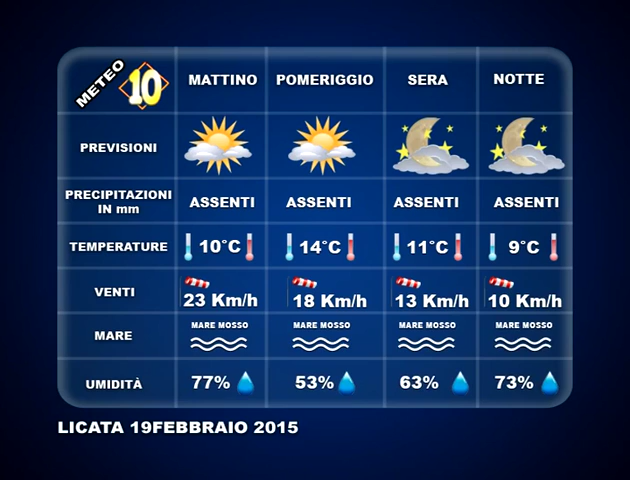 METEO 10 MATTINO POMERIGGIO SERA NOTTE
PREVISIONI
PRECIPITAZIONI
IN mm ASSENTI ASSENTI ASSENTI ASSENTI
TEMPERATURE 10°C 14°C 11°C 9°C
VENTI 23 Km/h 18 Km/h 13 Km/h 10 Km/h
MARE MARE MOSSO MARE MOSSO MARE MOSSO MARE MOSSO
UMIDITÀ 77% 53% 63% 73%
LICATA 19FEBBRAIO 2015